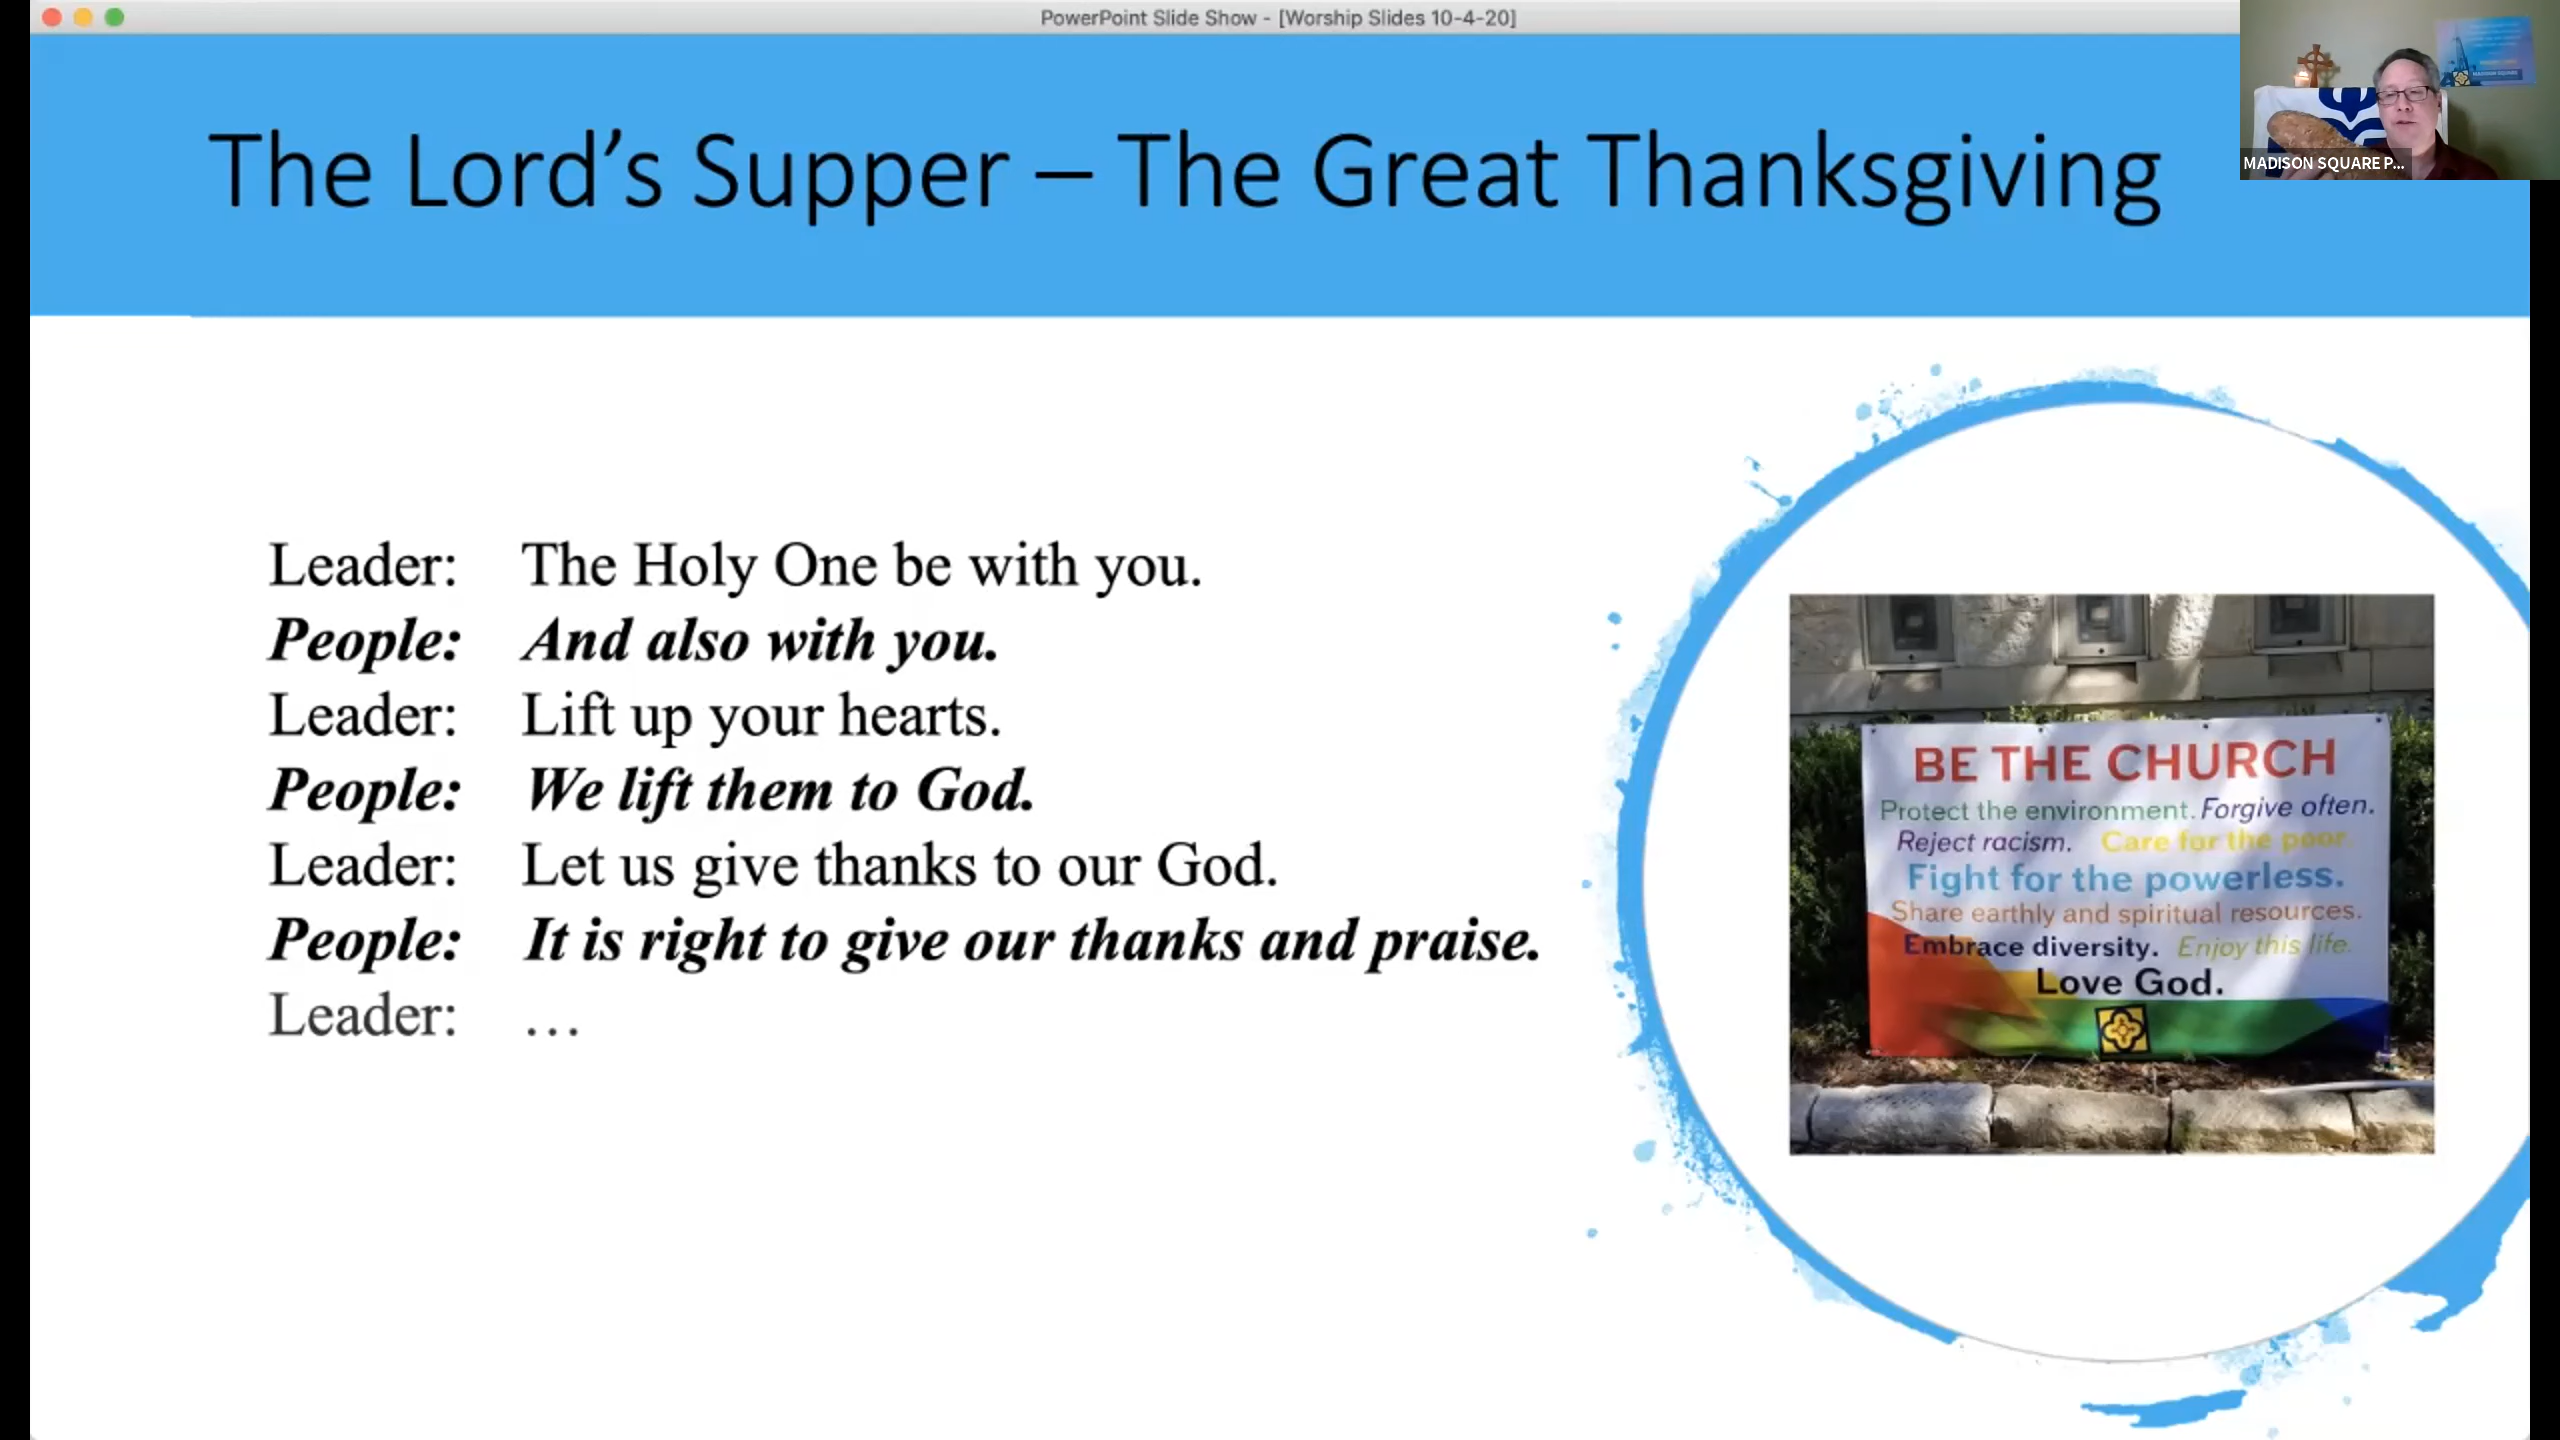 PowerPoint Slide Show - [Worship Slides 10-4-20]
The Lord’s Supper – The Great Thanksgiving
MADISON SQUARE P...
Leader: The Holy One be with you.
People: And also with you.
Leader: Lift up your hearts.
People: We lift them to God.
Leader: Let us give thanks to our God.
People: It is right to give our thanks and praise.
Leader: …
BE THE CHURCH
Protect the environment. Forgive often.
Reject racism. Care for the poor.
Fight for the powerless.
Share earthly and spiritual resources.
Embrace diversity. Enjoy this life.
Love God.